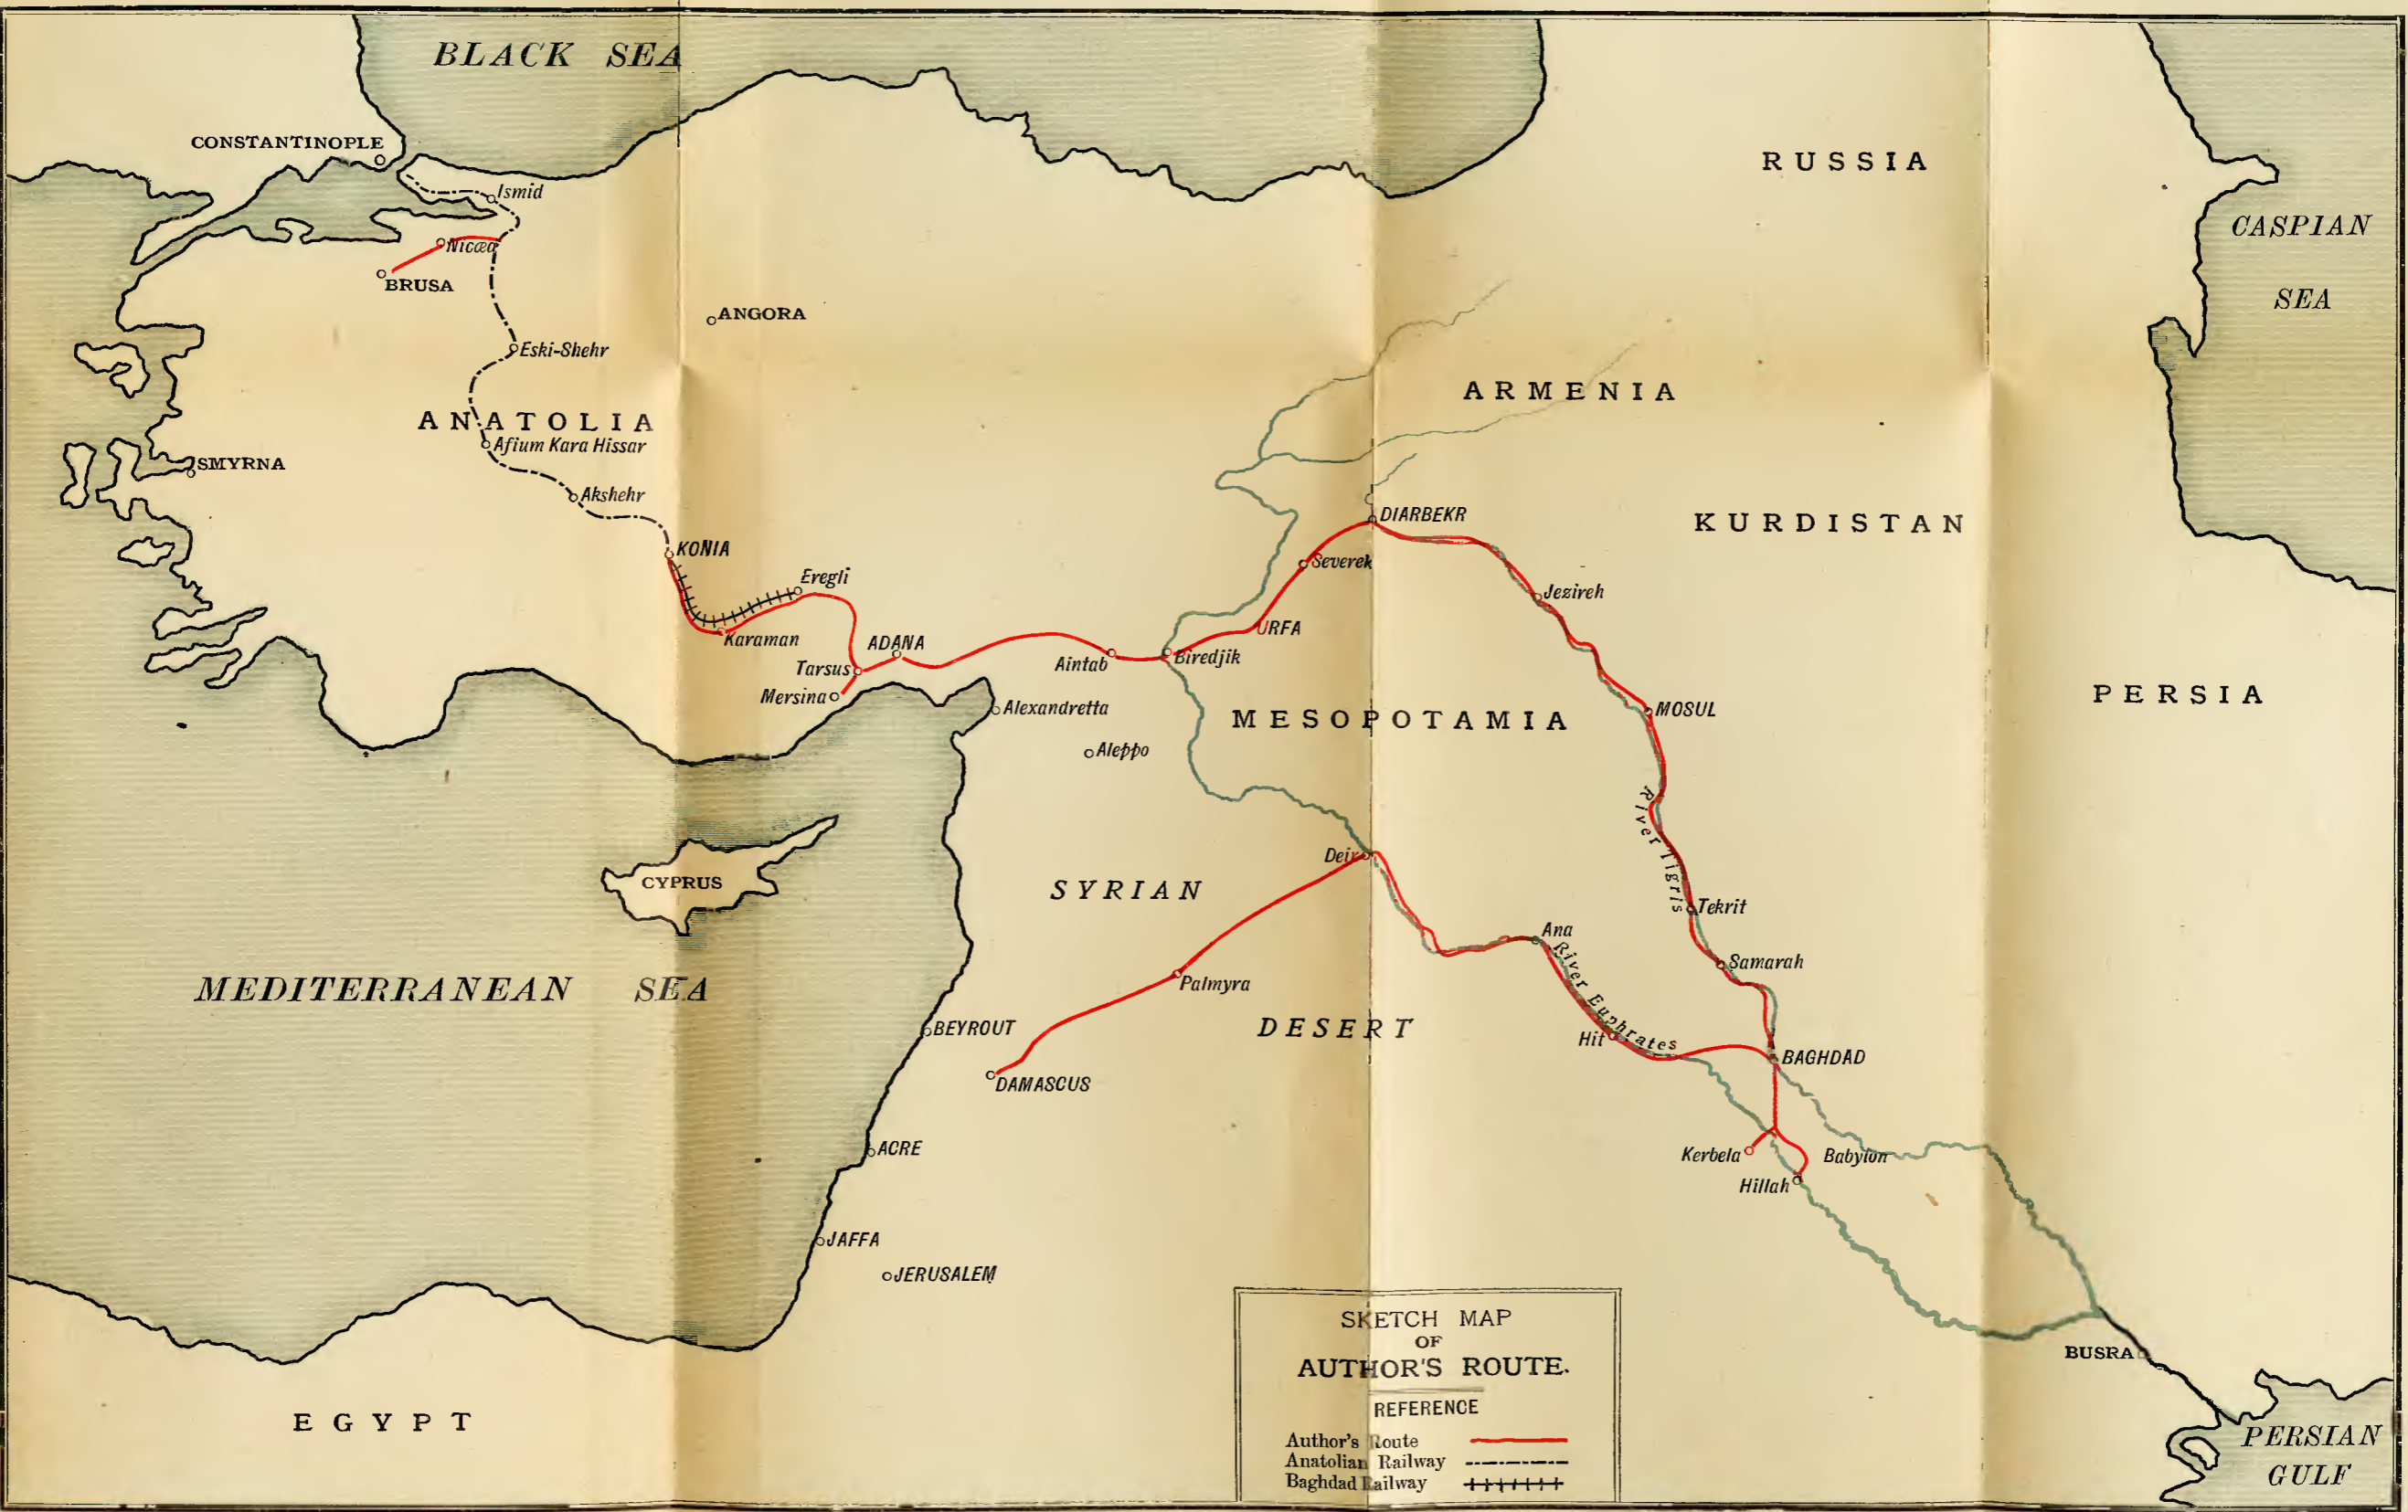 BLACK SEA
CONSTANTINOPLE
Ismid
Nicæa
BRUSA
RUSSIA
CASPIAN
SEA
ANGORA
Eski-Shehr
ARMENIA
ANATOLIA
Afium Kara Hissar
SMYRNA
Akshehr
KONIA
DIARBEKR
KURDISTAN
Severek
Eregli
Jezireh
Karaman
ADANA
URFA
Tarsus
Aintab
Biredjik
Mersina
Alexandretta
MESOPOTAMIA
MOSUL
PERSIA
Aleppo
River Tigris
Deir
CYPRUS
SYRIAN
Tekrit
Ana
River Euphrates
Samarah
MEDITERRANEAN SEA
Palmyra
BEYROUT
DESERT
Hit
BAGHDAD
DAMASCUS
ACRE
Kerbela
Babylon
Hillah
JAFFA
JERUSALEM
BUSRA
EGYPT
PERSIAN
GULF
SKETCH MAP
OF
AUTHOR'S ROUTE.
REFERENCE
Author's Route
Anatolian Railway
Baghdad Railway